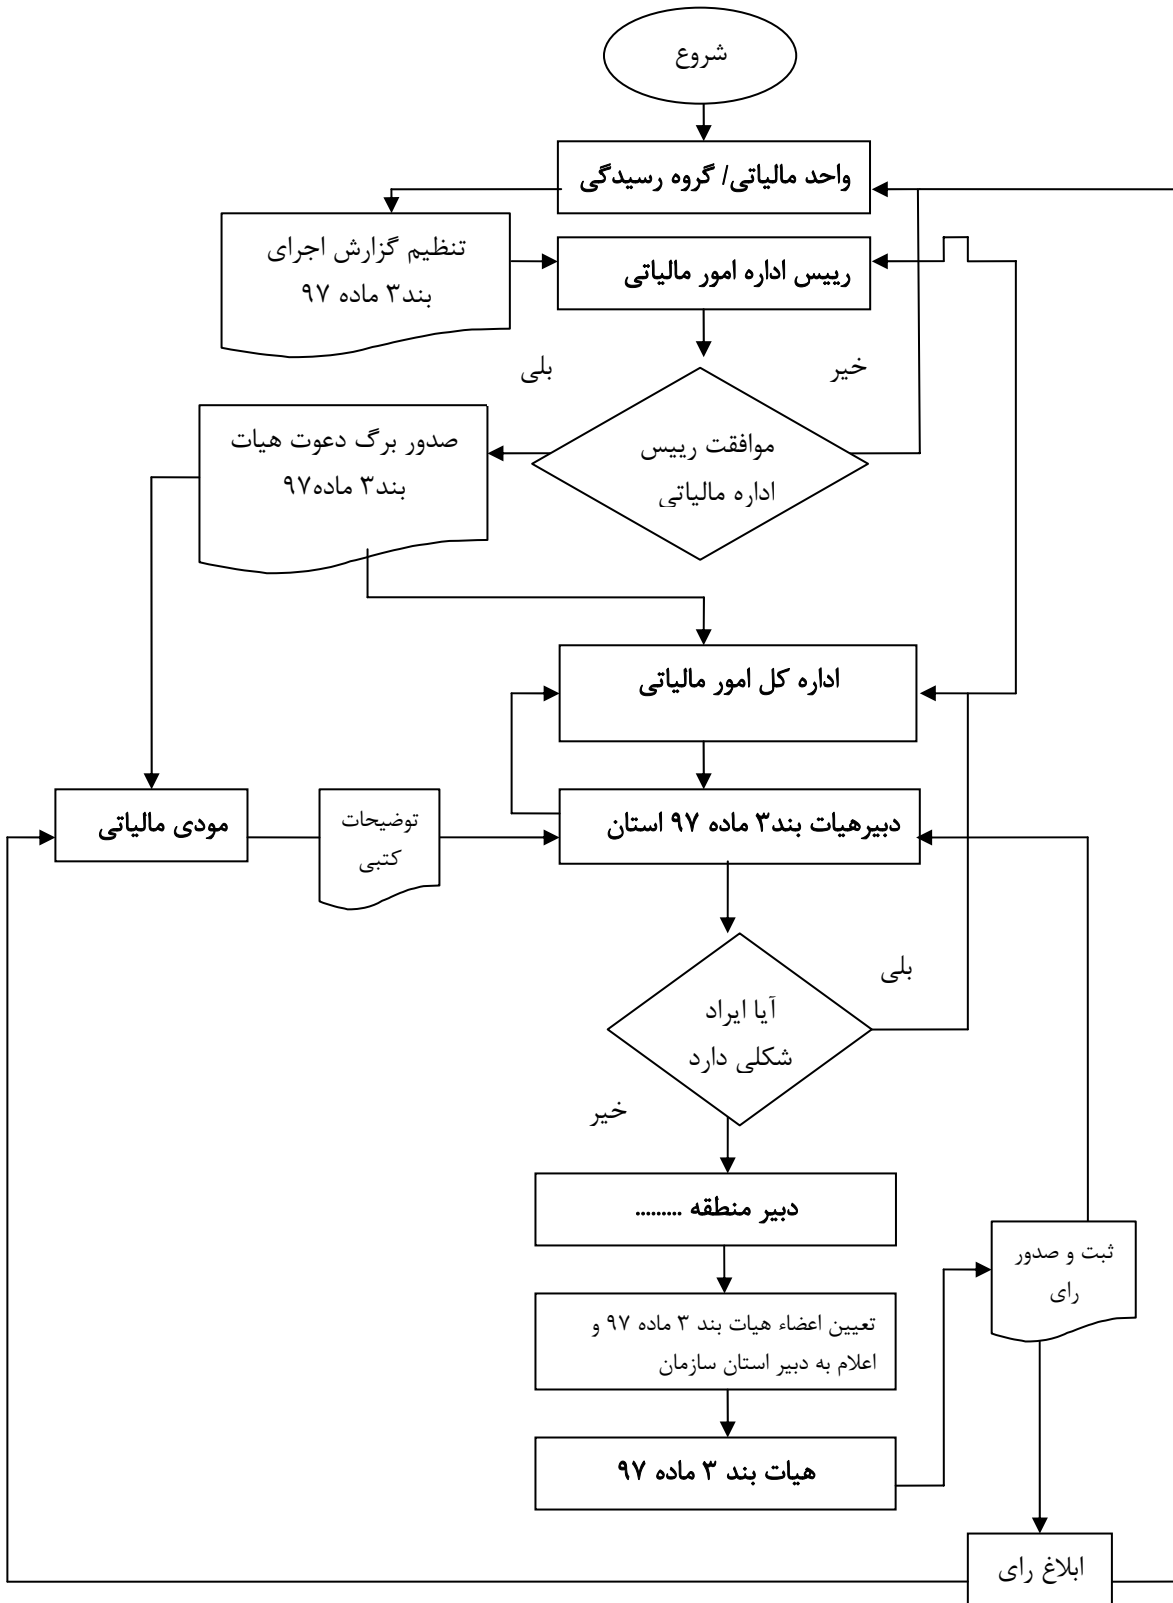 شروع
واحد مالیاتی/ گروه رسیدگی
تنظیم گزارش اجرای
بند۳ ماده ۹۷
رییس اداره امور مالیاتی
بلی
خیر
صدور برگ دعوت هیات
بند۳ ماده۹۷
موافقت رییس
اداره مالیاتی
اداره کل امور مالیاتی
مودی مالیاتی
توضیحات
کتبی
دبیرهیات بند۳ ماده ۹۷ استان
آیا ایراد
شکلی دارد
بلی
خیر
دبیر منطقه .........
ثبت و صدور
رای
تعیین اعضاء هیات بند ۳ ماده ۹۷ و
اعلام به دبیر استان سازمان
هیات بند ۳ ماده ۹۷
ابلاغ رای